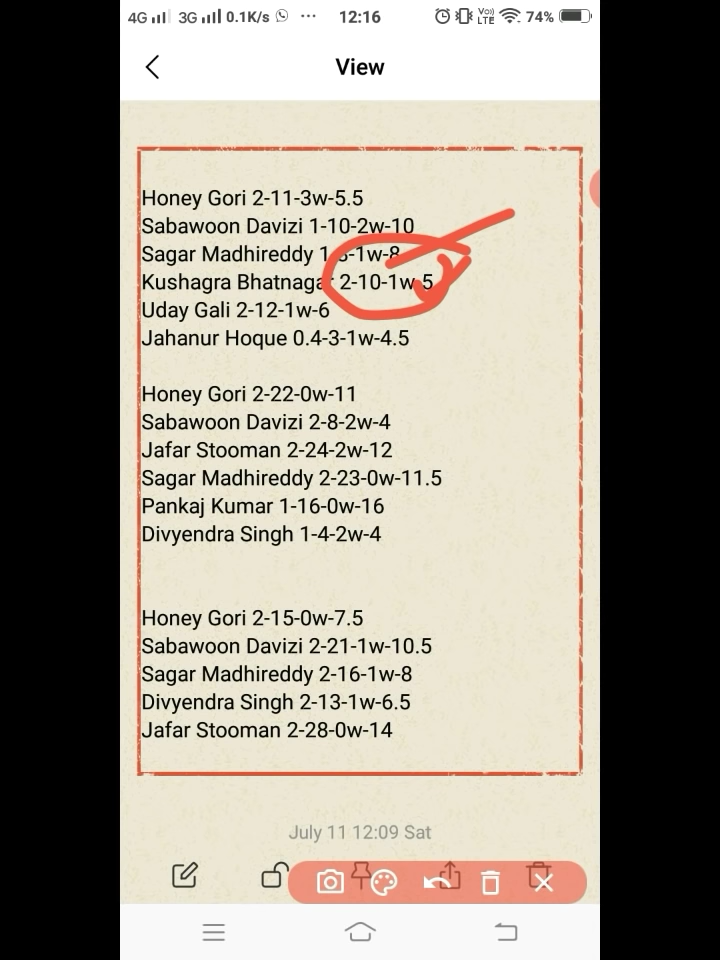 4G 3G 0.1K/s ... 12:16 Vo)) LTE 74%
View
Honey Gori 2-11-3w-5.5
Sabawoon Davizi 1-10-2w-10
Sagar Madhireddy 1-8-1w-8
Kushagra Bhatnagar 2-10-1w-5
Uday Gali 2-12-1w-6
Jahanur Hoque 0.4-3-1w-4.5
Honey Gori 2-22-0w-11
Sabawoon Davizi 2-8-2w-4
Jafar Stooman 2-24-2w-12
Sagar Madhireddy 2-23-0w-11.5
Pankaj Kumar 1-16-0w-16
Divyendra Singh 1-4-2w-4
Honey Gori 2-15-0w-7.5
Sabawoon Davizi 2-21-1w-10.5
Sagar Madhireddy 2-16-1w-8
Divyendra Singh 2-13-1w-6.5
Jafar Stooman 2-28-0w-14
July 11 12:09 Sat